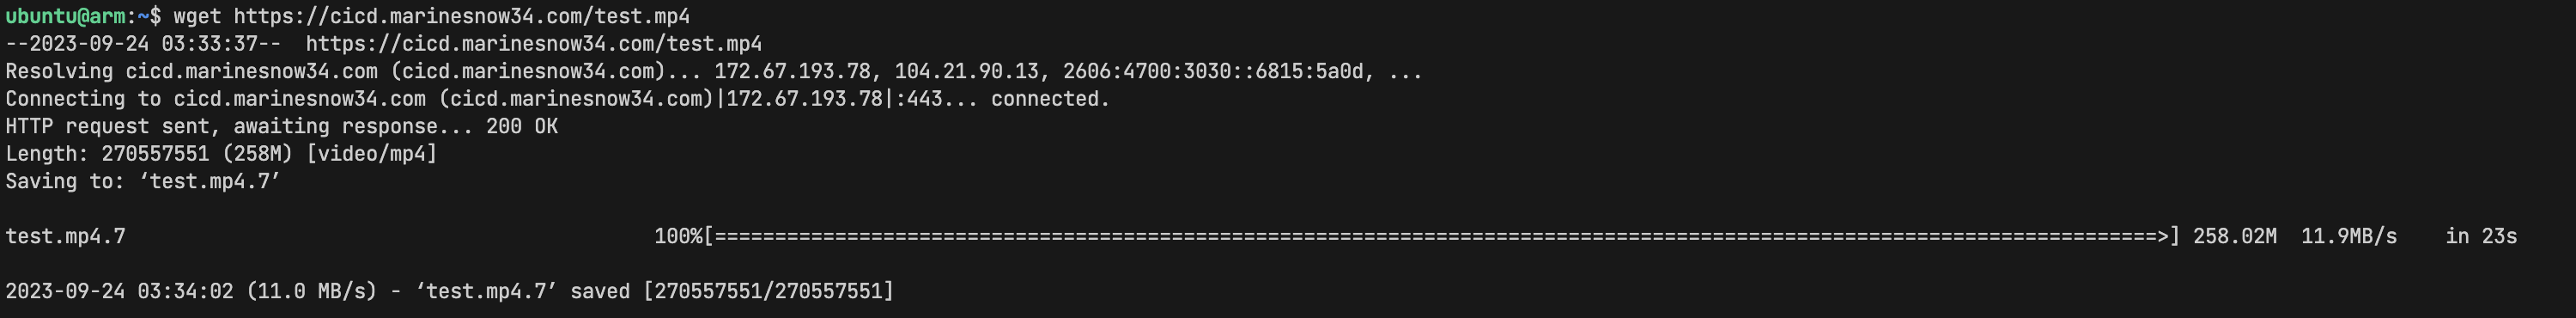 ubuntu@arm:~$ wget https://cicd.marinesnow34.com/test.mp4
--2023-09-24 03:33:37--  https://cicd.marinesnow34.com/test.mp4
Resolving cicd.marinesnow34.com (cicd.marinesnow34.com)... 172.67.193.78, 104.21.90.13, 2606:4700:3030::6815:5a0d, ...
Connecting to cicd.marinesnow34.com (cicd.marinesnow34.com)|172.67.193.78|:443... connected.
HTTP request sent, awaiting response... 200 OK
Length: 270557551 (258M) [video/mp4]
Saving to: ‘test.mp4.7’
test.mp4.7 100%[========================================================================================================================>] 258.02M 11.9MB/s in 23s
2023-09-24 03:34:02 (11.0 MB/s) - ‘test.mp4.7’ saved [270557551/270557551]